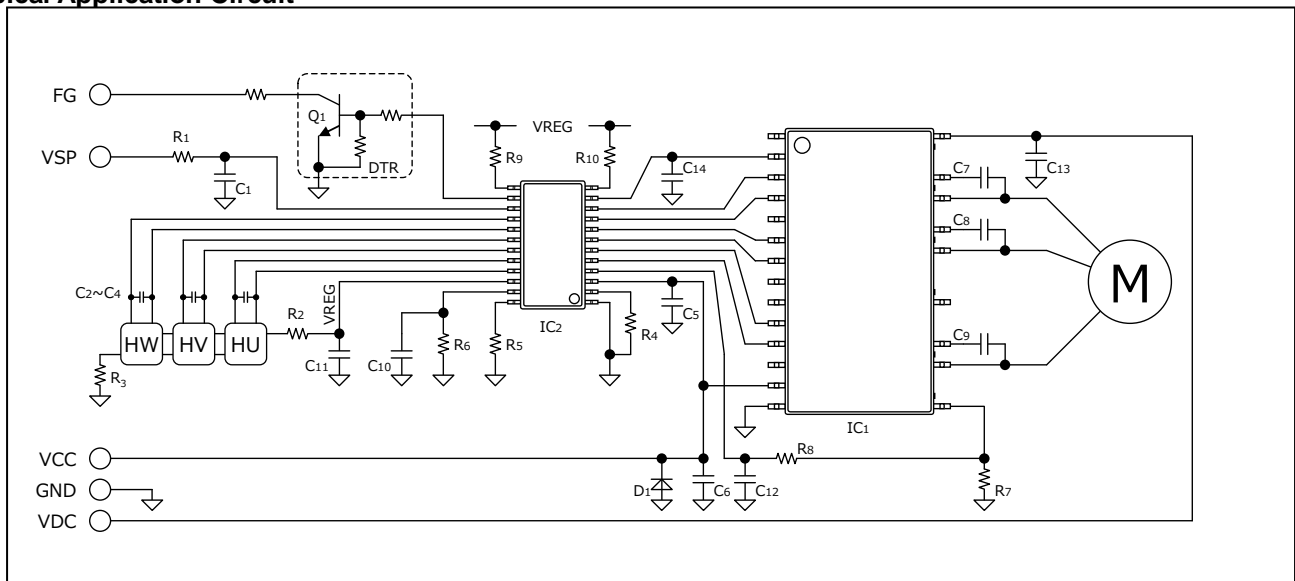 ical Application Circuit
FG
Q1
DTR
VSP
R1
C1
R9
VREG
R10
C14
C7
C13
C8
M
C2~C4
HW
HV
HU
R2
VREG
C11
C10
R6
R5
IC2
R4
C5
C9
R3
IC1
VCC
GND
VDC
D1
C6
C12
R8
R7